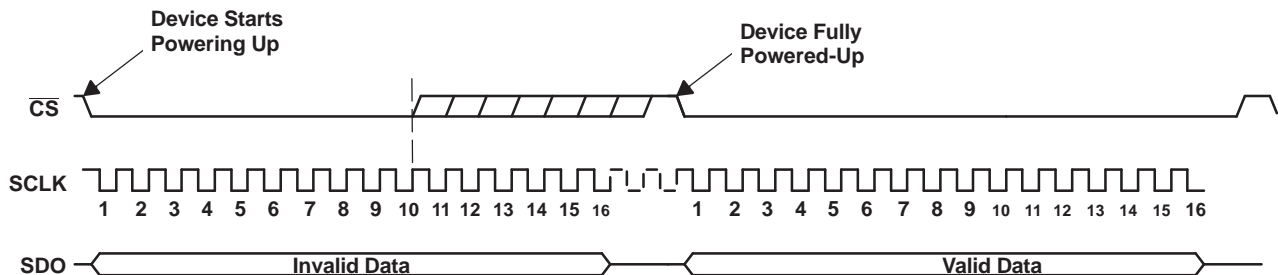 Device Starts
Powering Up
Device Fully
Powered-Up
CS
SCLK
1 2 3 4 5 6 7 8 9 10 11 12 13 14 15 16 1 2 3 4 5 6 7 8 9 10 11 12 13 14 15 16
SDO Invalid Data Valid Data